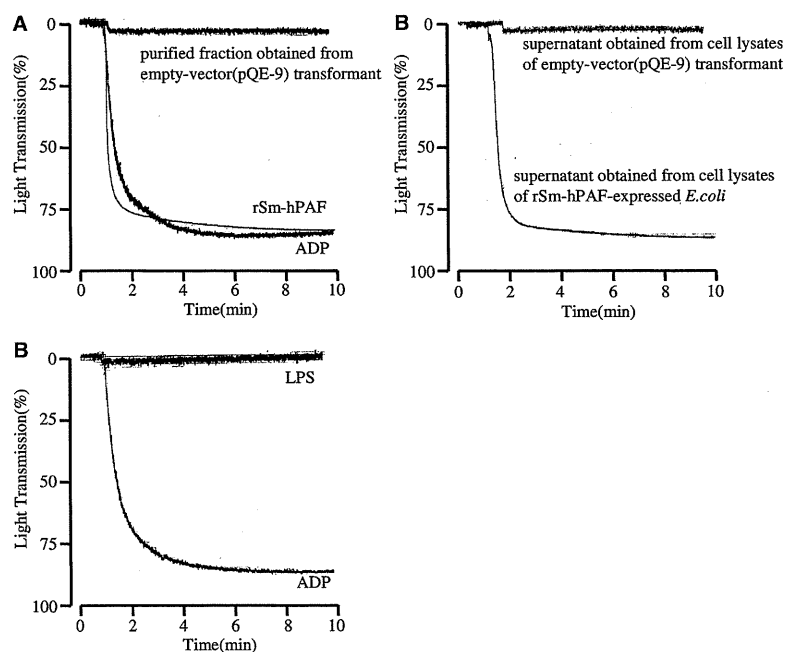 A
0
25
50
75
100
Light Transmission(%)
purified fraction obtained from
empty-vector(pQE-9) transformant
rSm-hPAF
ADP
0 2 4 6 8 10
Time(min)
B
0
25
50
75
100
Light Transmission(%)
supernatant obtained from cell lysates
of empty-vector(pQE-9) transformant
supernatant obtained from cell lysates
of rSm-hPAF-expressed E.coli
0 2 4 6 8 10
Time(min)
B
0
25
50
75
100
Light Transmission(%)
LPS
ADP
0 2 4 6 8 10
Time(min)